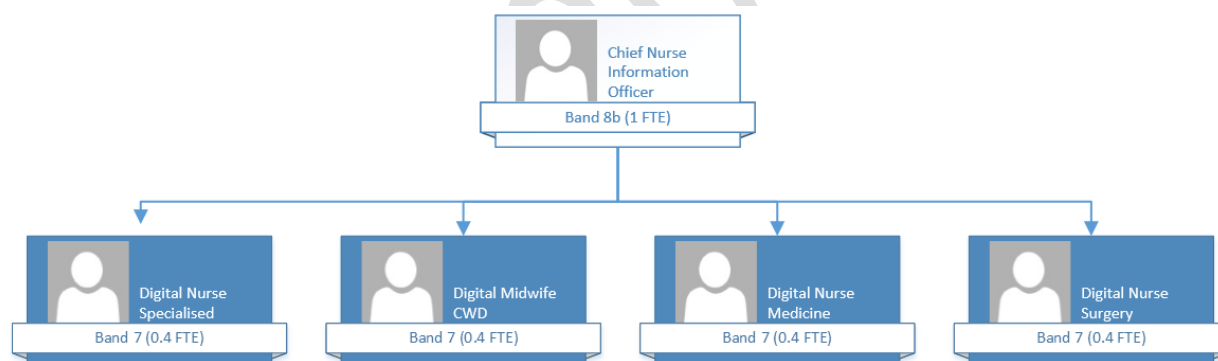 Chief Nurse
Information
Officer
Band 8b (1 FTE)
Digital Nurse
Specialised
Band 7 (0.4 FTE)
Digital Midwife
CWD
Band 7 (0.4 FTE)
Digital Nurse
Medicine
Band 7 (0.4 FTE)
Digital Nurse
Surgery
Band 7 (0.4 FTE)